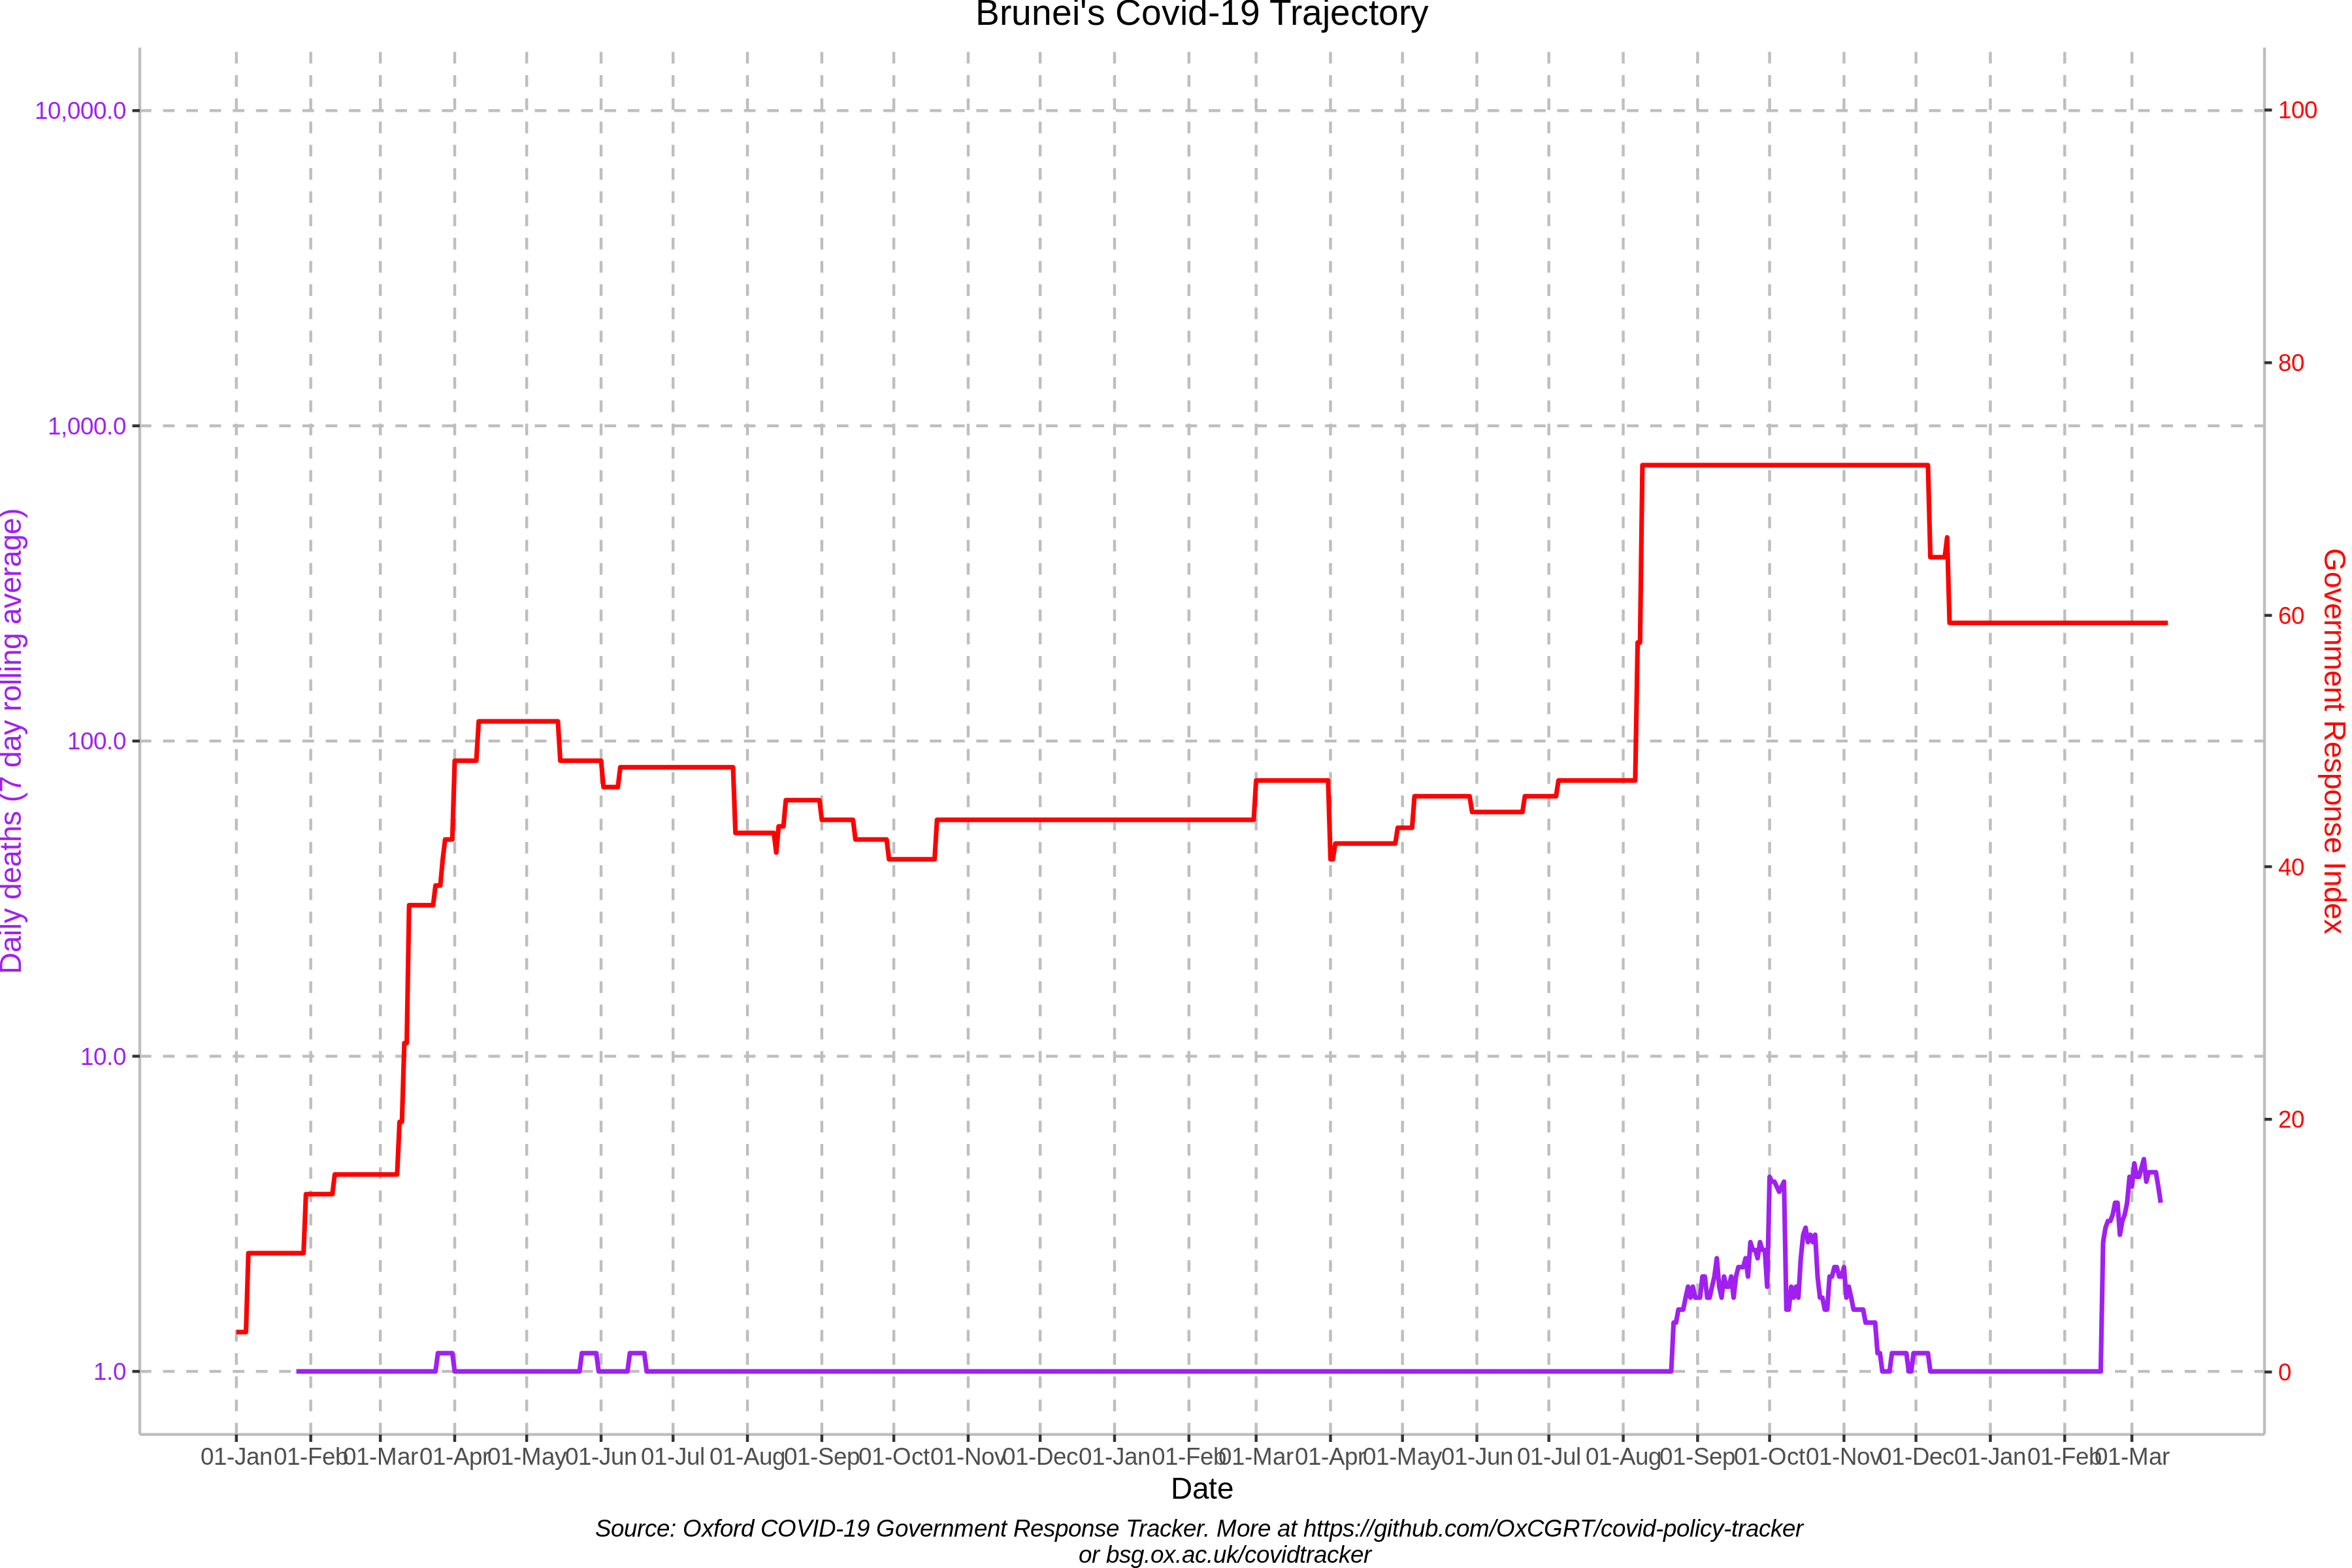 Brunei's Covid-19 Trajectory
10,000.0
1,000.0
100.0
10.0
1.0
Daily deaths (7 day rolling average)
100
80
60
40
20
0
Government Response Index
01-Jan 01-Feb 01-Mar 01-Apr 01-May 01-Jun 01-Jul 01-Aug 01-Sep 01-Oct 01-Nov 01-Dec 01-Jan 01-Feb 01-Mar 01-Apr 01-May 01-Jun 01-Jul 01-Aug 01-Sep 01-Oct 01-Nov 01-Dec 01-Jan 01-Feb 01-Mar
Date
Source: Oxford COVID-19 Government Response Tracker. More at https://github.com/OxCGRT/covid-policy-tracker
or bsg.ox.ac.uk/covidtracker